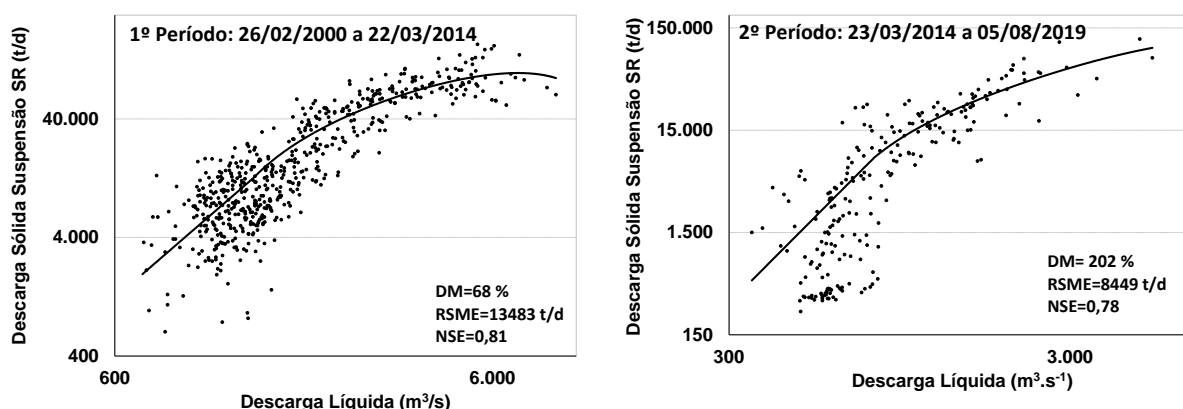 1º Período: 26/02/2000 a 22/03/2014
Descarga Sólida Suspensão SR (t/d)
40.000
4.000
400
DM=68 %
RSME=13483 t/d
NSE=0,81
600
6.000
Descarga Líquida (m³/s)
2º Período: 23/03/2014 a 05/08/2019
Descarga Sólida Suspensão SR (t/d)
150.000
15.000
1.500
150
DM= 202 %
RSME=8449 t/d
NSE=0,78
300
3.000
Descarga Líquida (m³.s⁻¹)